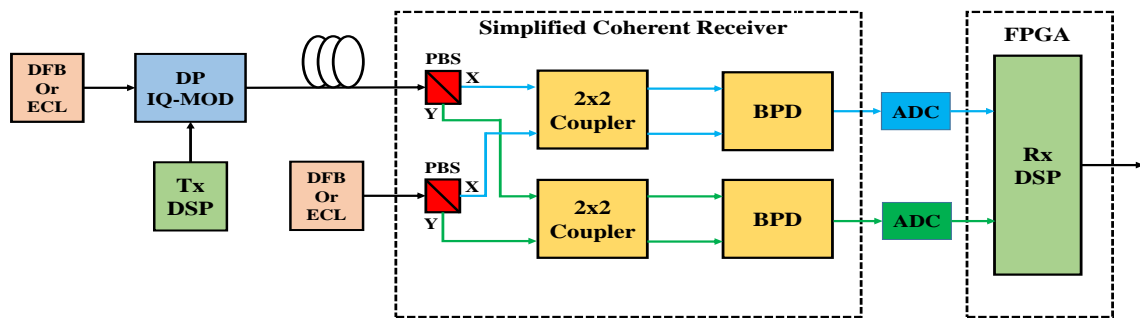 Simplified Coherent Receiver
FPGA
DFB
Or
ECL
DP
IQ-MOD
Tx
DSP
DFB
Or
ECL
PBS
X
Y
PBS
X
Y
2x2
Coupler
BPD
ADC
2x2
Coupler
BPD
ADC
Rx
DSP